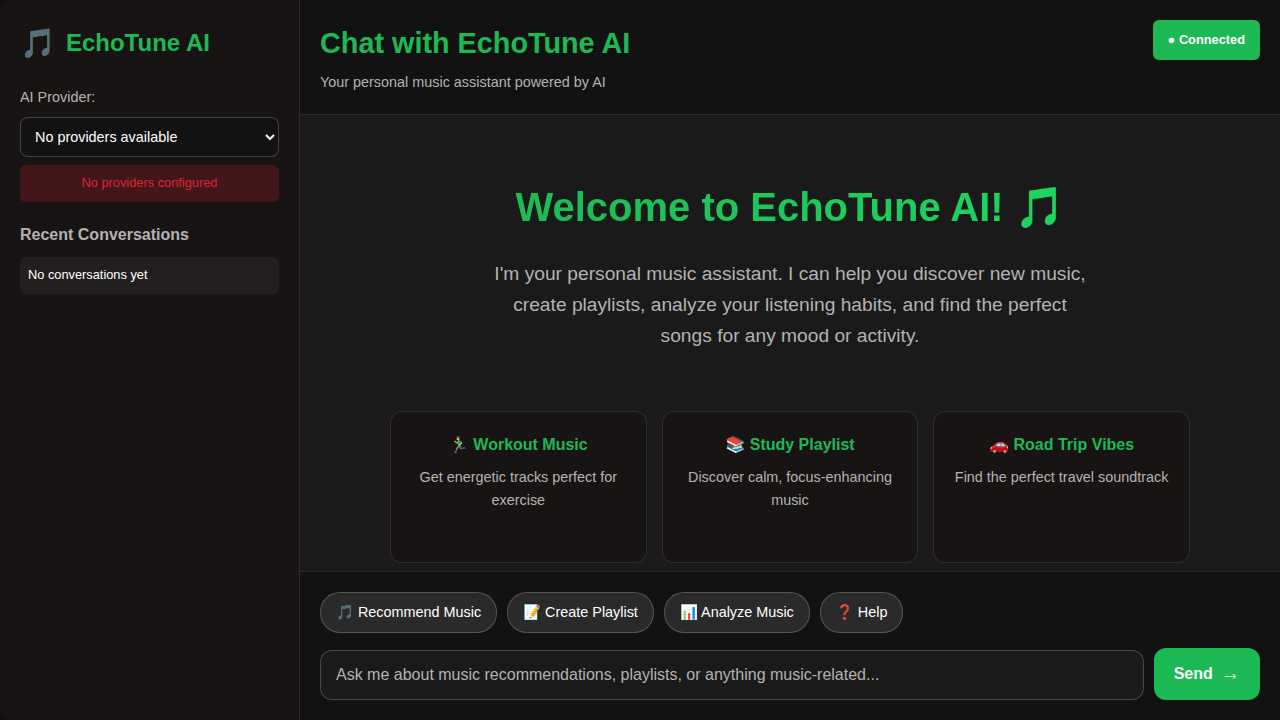 🎵 EchoTune AI
AI Provider:
No providers available
No providers configured
Recent Conversations
No conversations yet
Chat with EchoTune AI
Your personal music assistant powered by AI
● Connected
Welcome to EchoTune AI! 🎵
I'm your personal music assistant. I can help you discover new music,
create playlists, analyze your listening habits, and find the perfect
songs for any mood or activity.
🏃‍♂️ Workout Music
Get energetic tracks perfect for
exercise
📚 Study Playlist
Discover calm, focus-enhancing
music
🚗 Road Trip Vibes
Find the perfect travel soundtrack
🎵 Recommend Music
📝 Create Playlist
📊 Analyze Music
❓ Help
Ask me about music recommendations, playlists, or anything music-related...
Send →